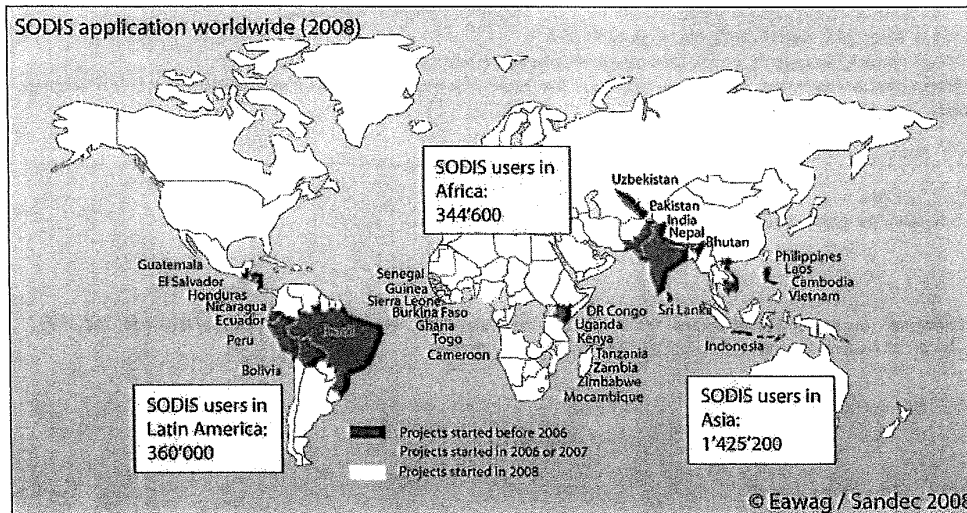 SODIS application worldwide (2008)
SODIS users in
Africa:
344'600
Uzbekistan
Pakistan
India
Nepal
Bhutan
Philippines
Laos
Cambodia
Vietnam
Sri Lanka
Indonesia
Guatemala
El Salvador
Honduras
Nicaragua
Ecuador
Peru
Brazil
Bolivia
Senegal
Guinea
Sierra Leone
Burkina Faso
Ghana
Togo
Cameroon
DR Congo
Uganda
Kenya
Tanzania
Zambia
Zimbabwe
Mocambique
SODIS users in
Latin America:
360'000
SODIS users in
Asia:
1'425'200
Projects started before 2006
Projects started in 2006 or 2007
Projects started in 2008
© Eawag / Sandec 2008